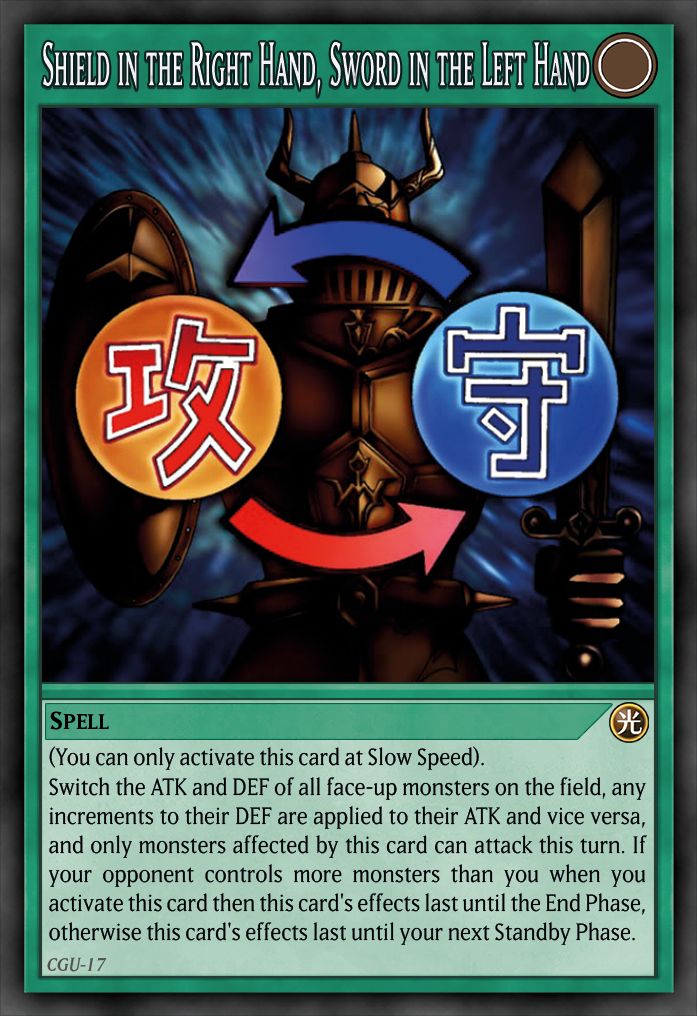 Shield in the Right Hand, Sword in the Left Hand
攻 守
Spell
光
(You can only activate this card at Slow Speed).
Switch the ATK and DEF of all face-up monsters on the field, any
increments to their DEF are applied to their ATK and vice versa,
and only monsters affected by this card can attack this turn. If
your opponent controls more monsters than you when you
activate this card then this card's effects last until the End Phase,
otherwise this card's effects last until your next Standby Phase.
CGU-17